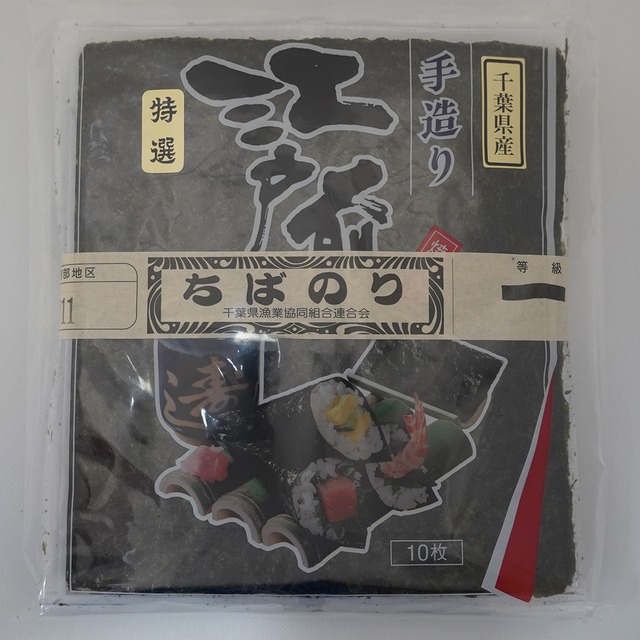 千葉県産
手造り
江戸前
特選
部地区
11
ちばのり
千葉県漁業協同組合連合会
等級
一
寿
10枚